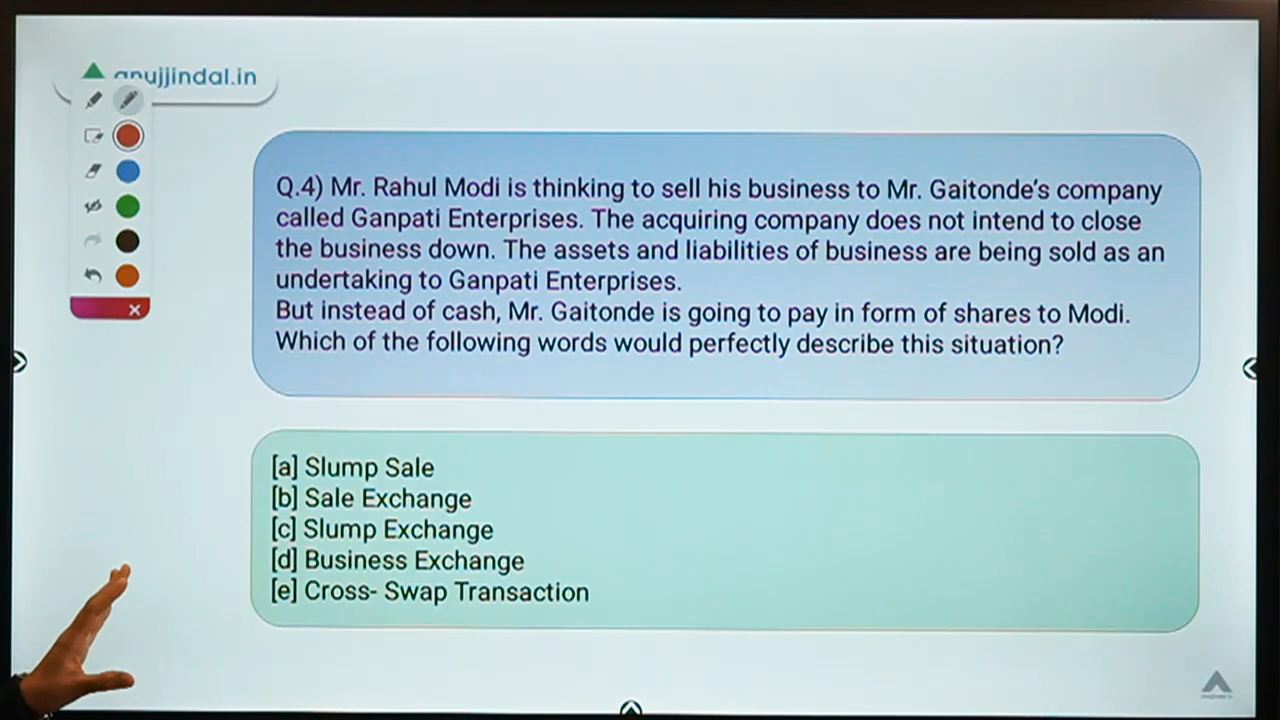 anujjindal.in
Q.4) Mr. Rahul Modi is thinking to sell his business to Mr. Gaitonde's company
called Ganpati Enterprises. The acquiring company does not intend to close
the business down. The assets and liabilities of business are being sold as an
undertaking to Ganpati Enterprises.
But instead of cash, Mr. Gaitonde is going to pay in form of shares to Modi.
Which of the following words would perfectly describe this situation?
[a] Slump Sale
[b] Sale Exchange
[c] Slump Exchange
[d] Business Exchange
[e] Cross- Swap Transaction